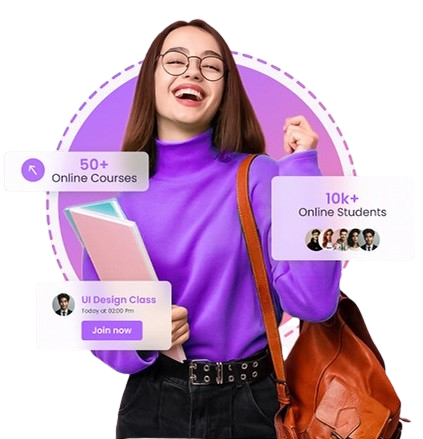 50+
Online Courses
10k+
Online Students
UI Design Class
Today at 02:00 Pm
Join now